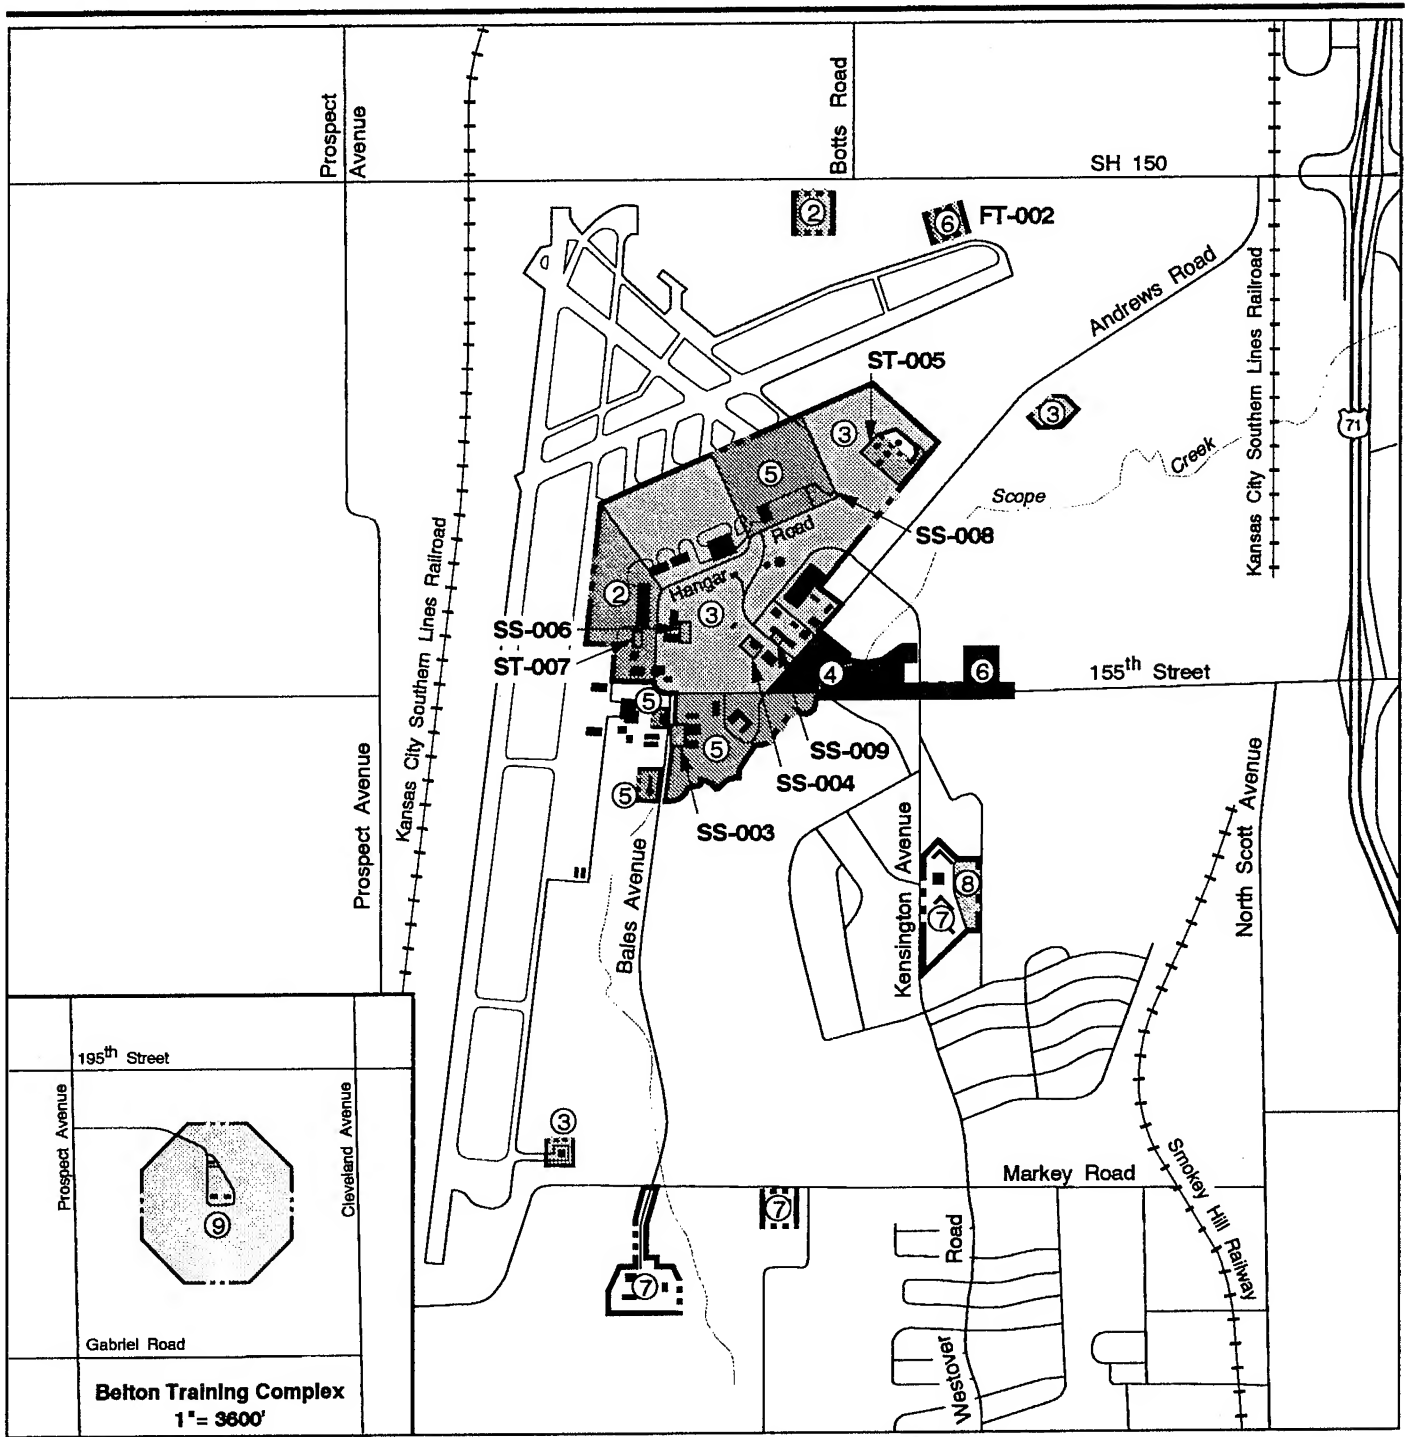 Prospect
Avenue
Botts Road
SH 150
②
⑥
FT-002
Andrews Road
Kansas City Southern Lines Railroad
ST-005
③
③
71
⑤
Creek
Scope
SS-008
Road
Hangar
Kansas City Southern Lines Railroad
②
③
SS-006
ST-007
④
⑥
155th Street
⑤
⑤
SS-009
SS-004
⑤
SS-003
Prospect Avenue
North Scott Avenue
Kensington Avenue
⑧
⑦
Bales Avenue
195th Street
Prospect Avenue
Cleveland Avenue
⑨
Gabriel Road
Belton Training Complex
1"= 3600'
③
Markey Road
Smokey Hill Railway
⑦
⑦
Westover Road